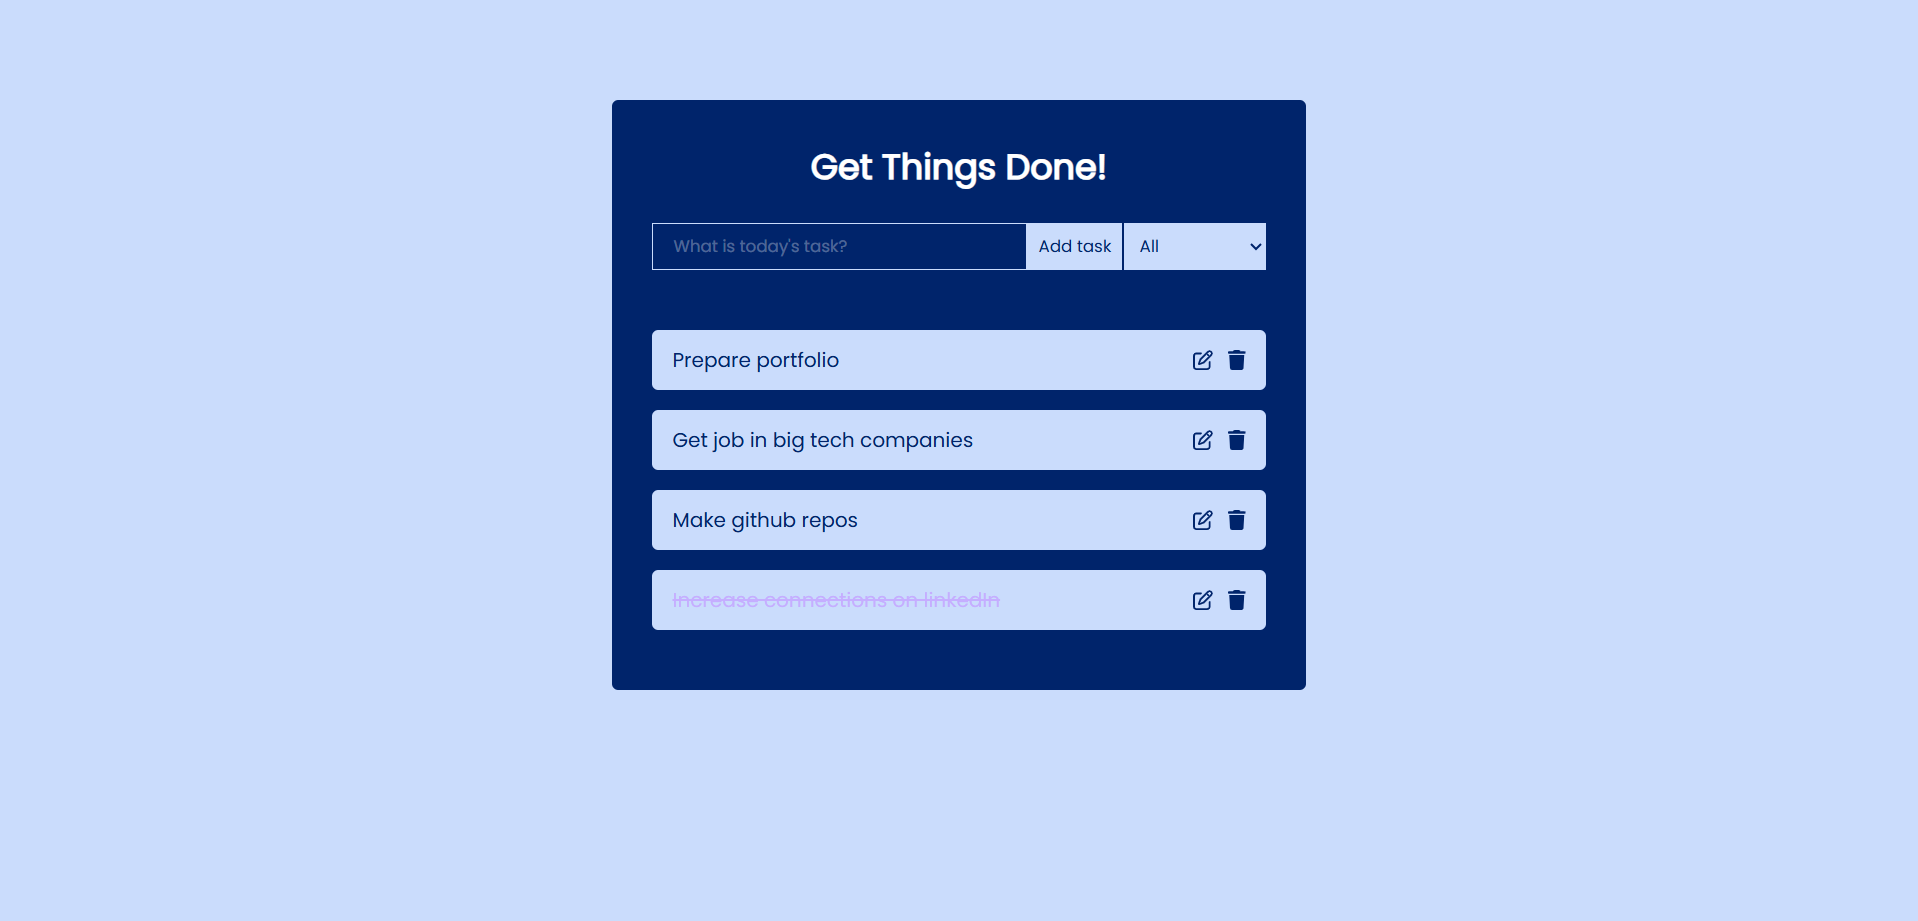 Get Things Done!
What is today's task? Add task All
Prepare portfolio
Get job in big tech companies
Make github repos
Increase connections on linkedIn